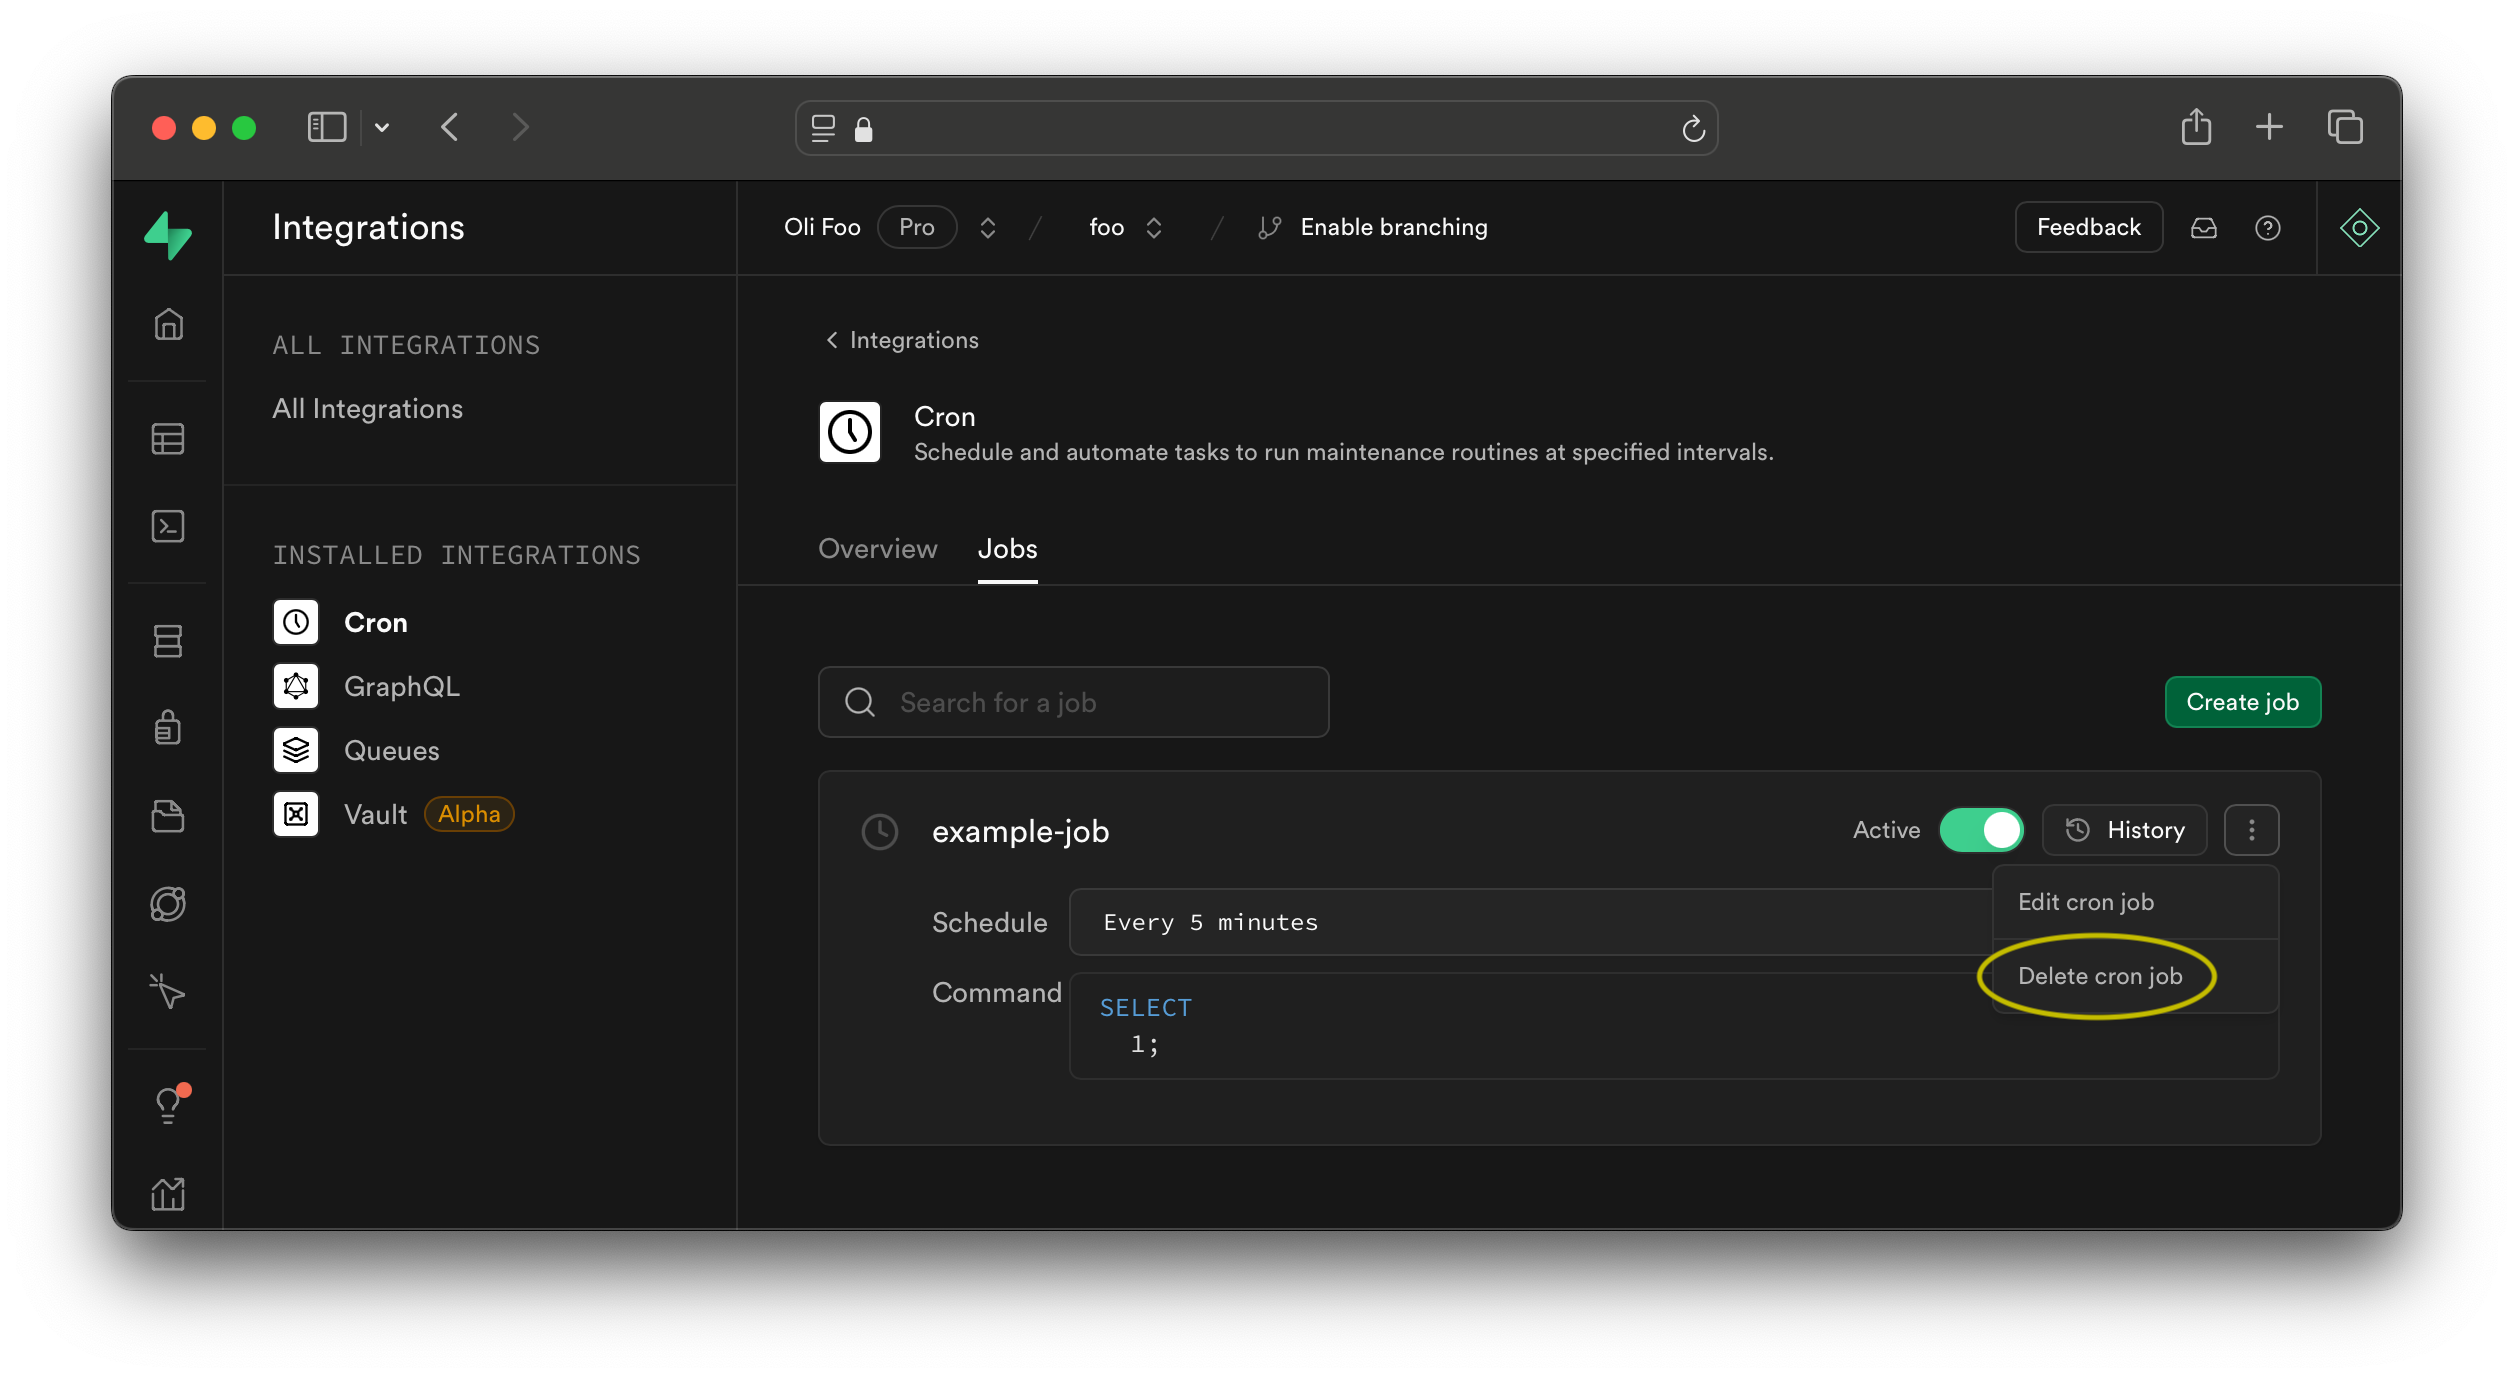 Integrations
Oli Foo Pro / foo / Enable branching
Feedback
ALL INTEGRATIONS
All Integrations
INSTALLED INTEGRATIONS
Cron
GraphQL
Queues
Vault Alpha
Integrations
Cron
Schedule and automate tasks to run maintenance routines at specified intervals.
Overview Jobs
Search for a job
Create job
example-job
Active
History
Edit cron job
Delete cron job
Schedule Every 5 minutes
Command SELECT
1;